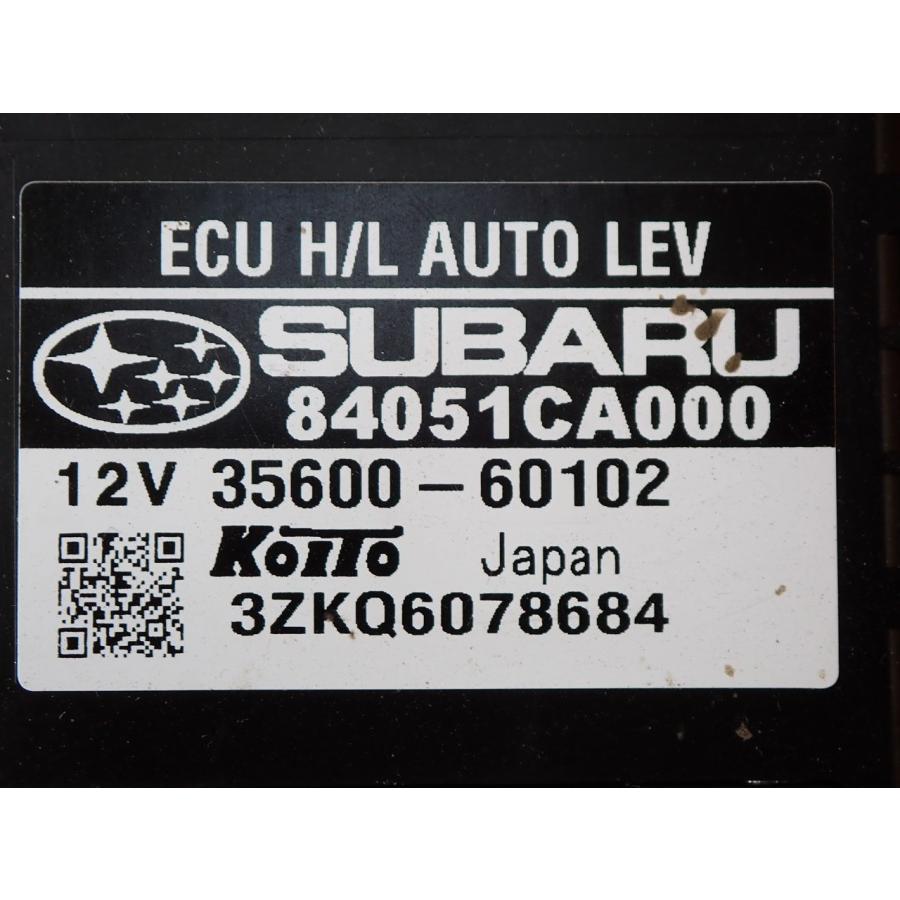 ECU H/L AUTO LEV
SUBARU
84051CA000
12V 35600-60102
KOITO Japan
3ZKQ6078684